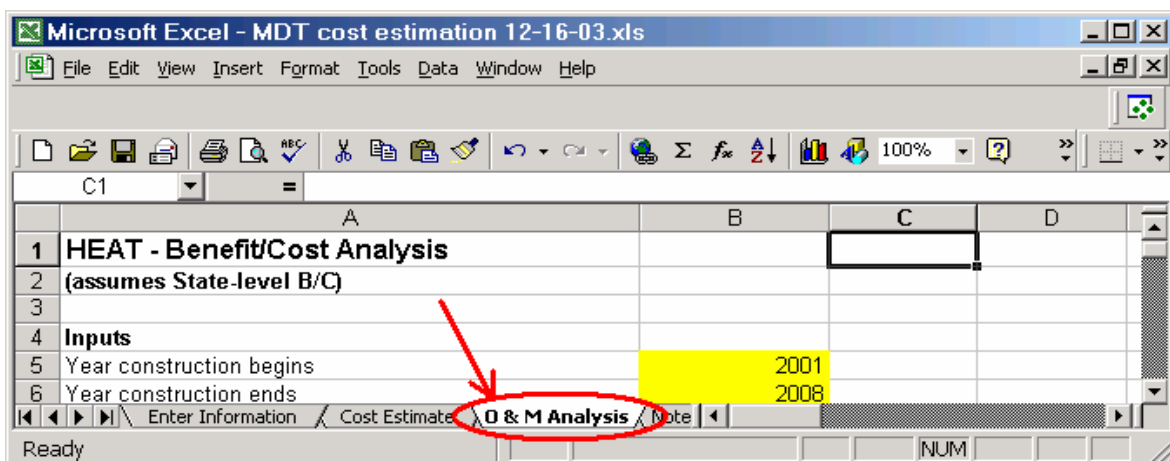 Microsoft Excel - MDT cost estimation 12-16-03.xls
File Edit View Insert Format Tools Data Window Help
ABC Σ fx A Z 100% ?
C1 =
A B C D
1 HEAT - Benefit/Cost Analysis
2 (assumes State-level B/C)
3
4 Inputs
5 Year construction begins 2001
6 Year construction ends 2008
Enter Information Cost Estimate O & M Analysis Note
Ready NUM